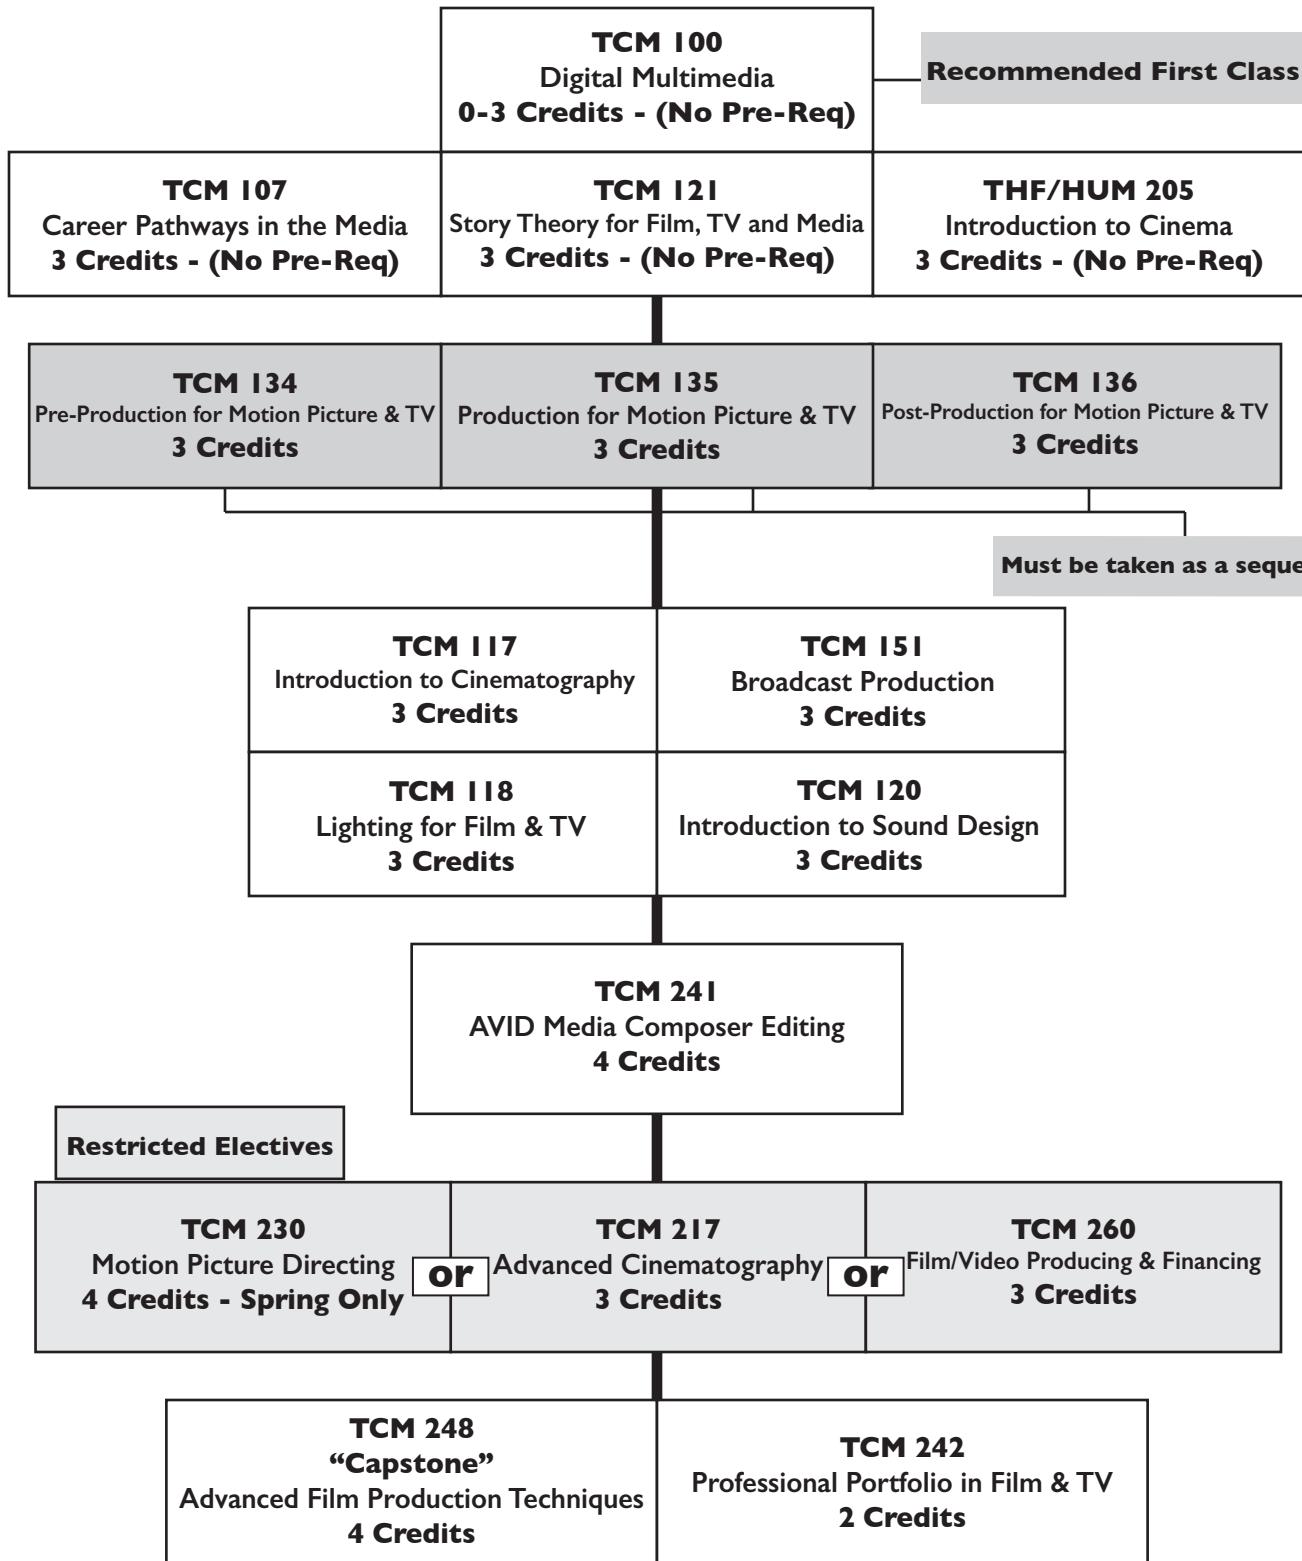 TCM 100
Digital Multimedia
0-3 Credits - (No Pre-Req)
Recommended First Class
TCM 107
Career Pathways in the Media
3 Credits - (No Pre-Req)
TCM 121
Story Theory for Film, TV and Media
3 Credits - (No Pre-Req)
THF/HUM 205
Introduction to Cinema
3 Credits - (No Pre-Req)
TCM 134
Pre-Production for Motion Picture & TV
3 Credits
TCM 135
Production for Motion Picture & TV
3 Credits
TCM 136
Post-Production for Motion Picture & TV
3 Credits
Must be taken as a seque
TCM 117
Introduction to Cinematography
3 Credits
TCM 151
Broadcast Production
3 Credits
TCM 118
Lighting for Film & TV
3 Credits
TCM 120
Introduction to Sound Design
3 Credits
TCM 241
AVID Media Composer Editing
4 Credits
Restricted Electives
TCM 230
Motion Picture Directing
4 Credits - Spring Only
or
TCM 217
Advanced Cinematography
3 Credits
or
TCM 260
Film/Video Producing & Financing
3 Credits
TCM 248
“Capstone”
Advanced Film Production Techniques
4 Credits
TCM 242
Professional Portfolio in Film & TV
2 Credits